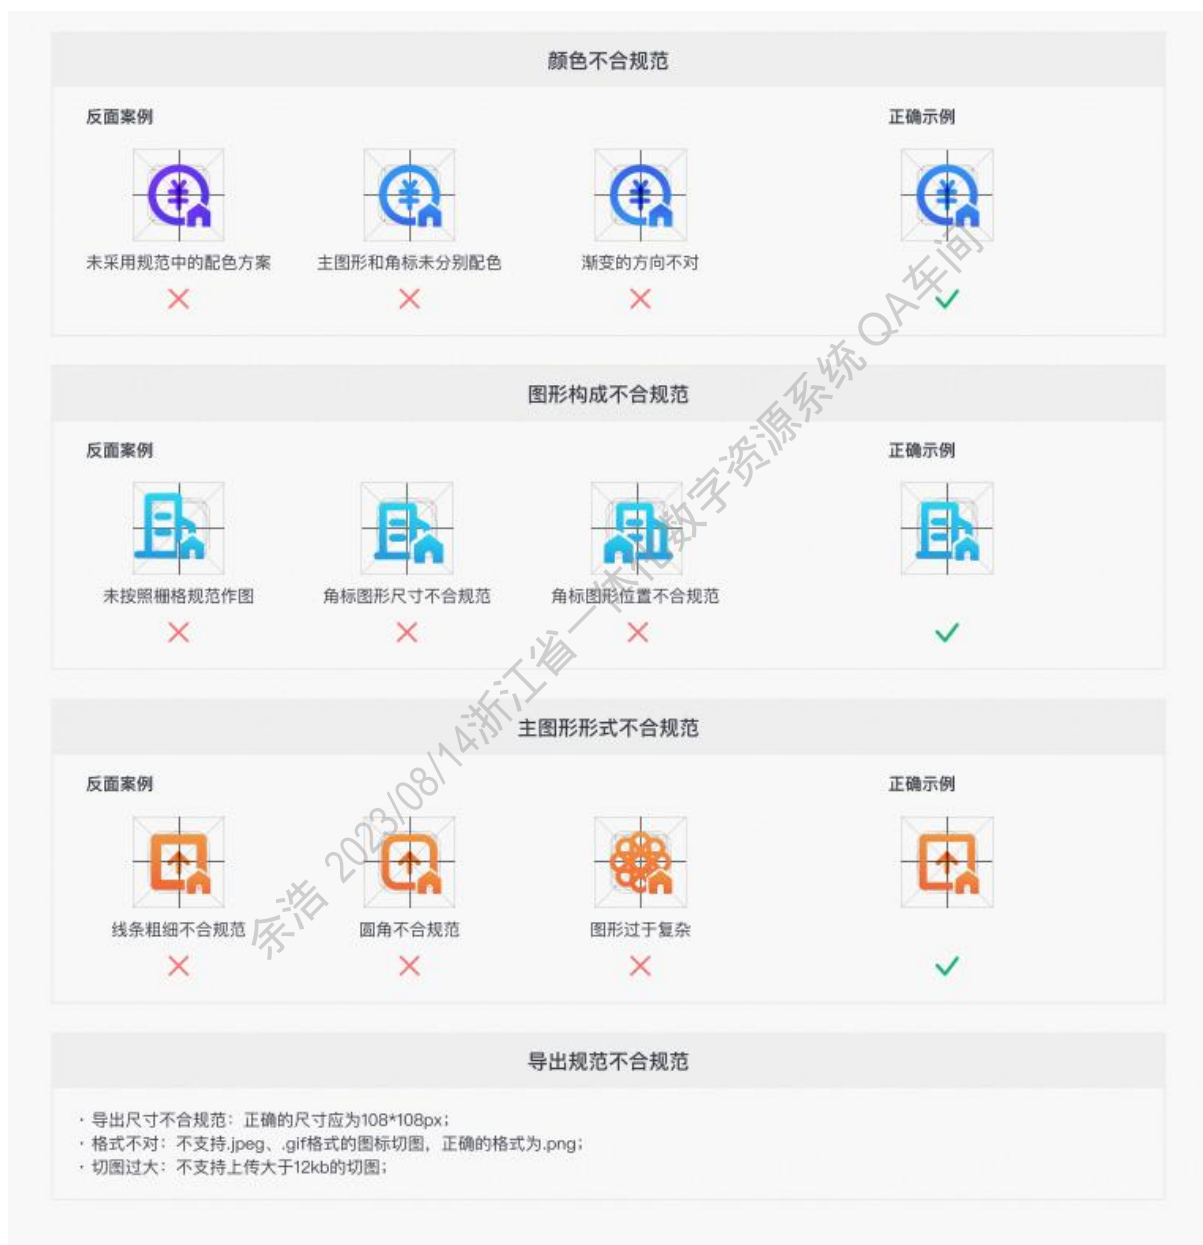 颜色不合规范
反面案例
正确示例
未采用规范中的配色方案
主图形和角标未分别配色
渐变的方向不对
图形构成不合规范
反面案例
正确示例
未按照栅格规范作图
角标图形尺寸不合规范
角标图形位置不合规范
主图形形式不合规范
反面案例
正确示例
线条粗细不合规范
圆角不合规范
图形过于复杂
导出规范不合规范
· 导出尺寸不合规范：正确的尺寸应为108*108px；
· 格式不对：不支持.jpeg、.gif格式的图标切图，正确的格式为.png；
· 切图过大：不支持上传大于12kb的切图；
余浩 2023/08/14浙江省一体化数字资源系统 QA车间